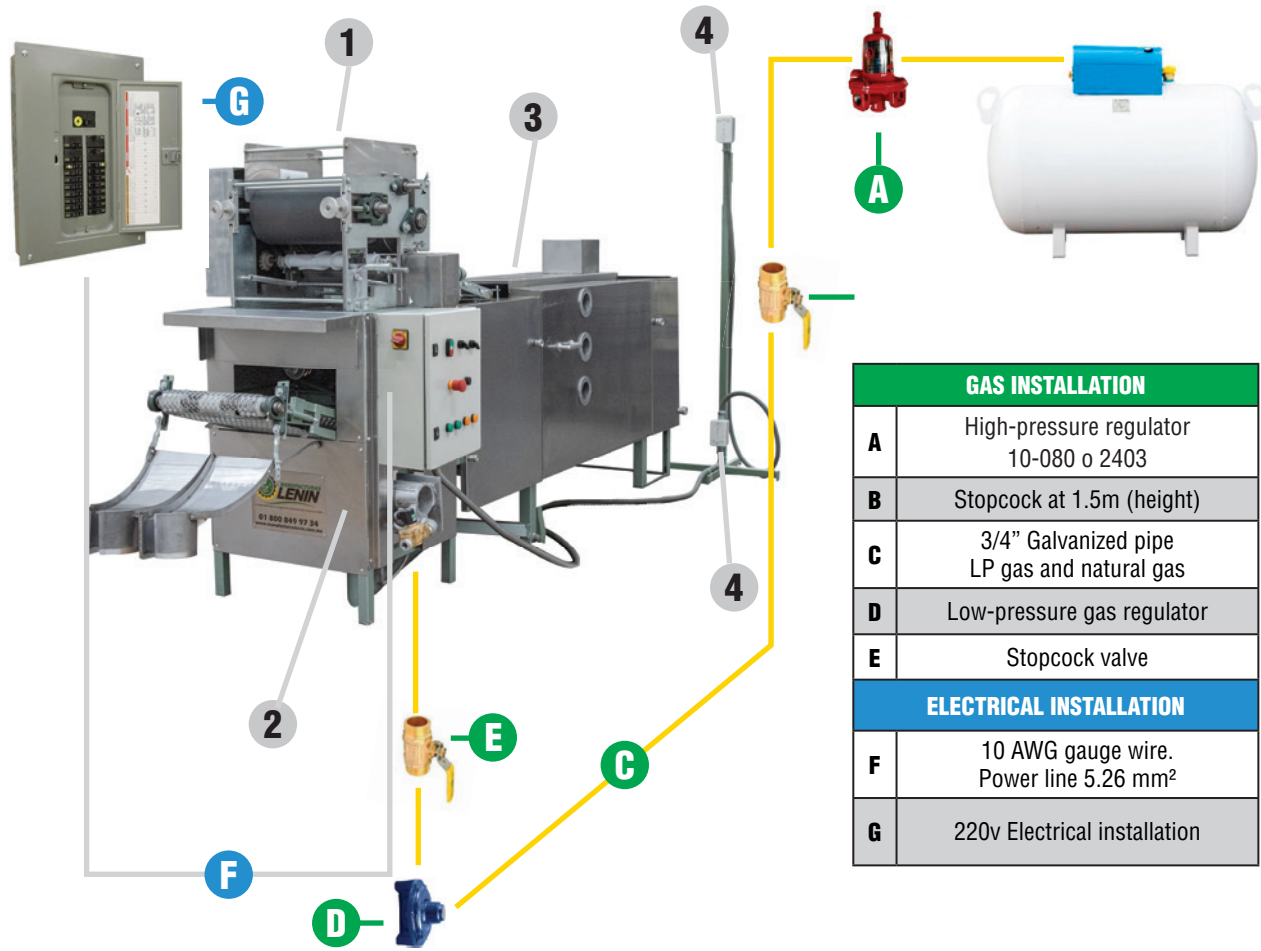 1
4
G
3
A
GAS INSTALLATION
A
High-pressure regulator
10-080 o 2403
B
Stopcock at 1.5m (height)
C
3/4” Galvanized pipe
LP gas and natural gas
D
Low-pressure gas regulator
E
Stopcock valve
ELECTRICAL INSTALLATION
F
10 AWG gauge wire.
Power line 5.26 mm²
G
220v Electrical installation
LENIN
01 800 849 97 34
4
2
E
C
F
D